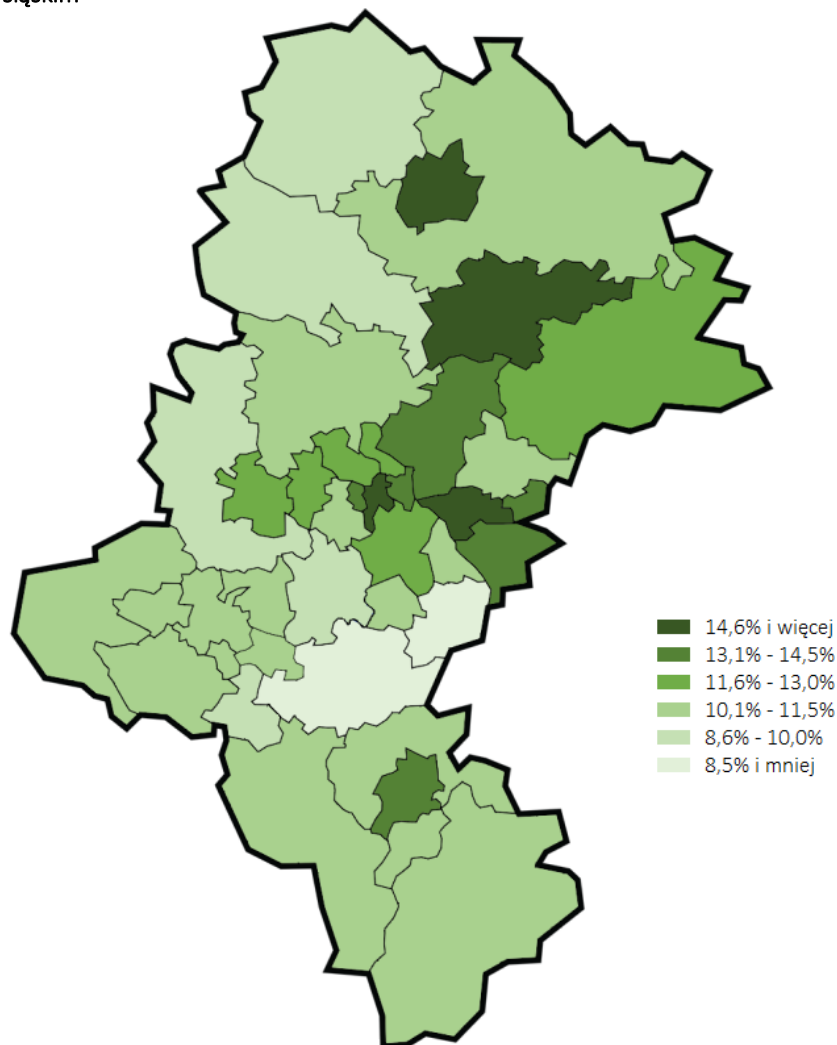 14,6% i więcej
13,1% - 14,5%
11,6% - 13,0%
10,1% - 11,5%
8,6% - 10,0%
8,5% i mniej